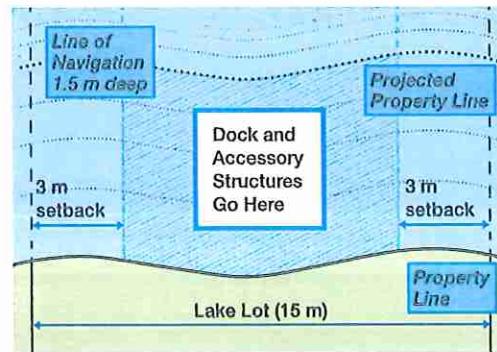 Line of
Navigation
1.5 m deep
Projected
Property Line
Dock and
Accessory
Structures
Go Here
3 m
setback
3 m
setback
Property
Line
Lake Lot (15 m)